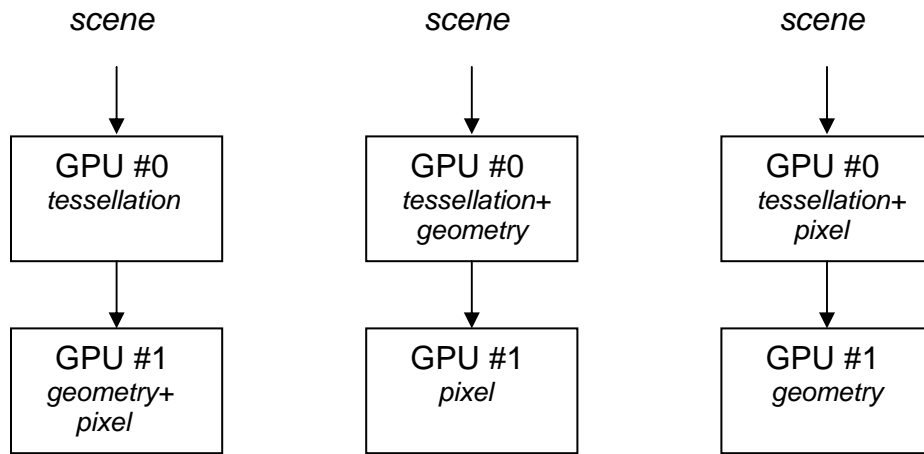 scene
GPU #0
tessellation
GPU #1
geometry+
pixel
scene
GPU #0
tessellation+
geometry
GPU #1
pixel
scene
GPU #0
tessellation+
pixel
GPU #1
geometry